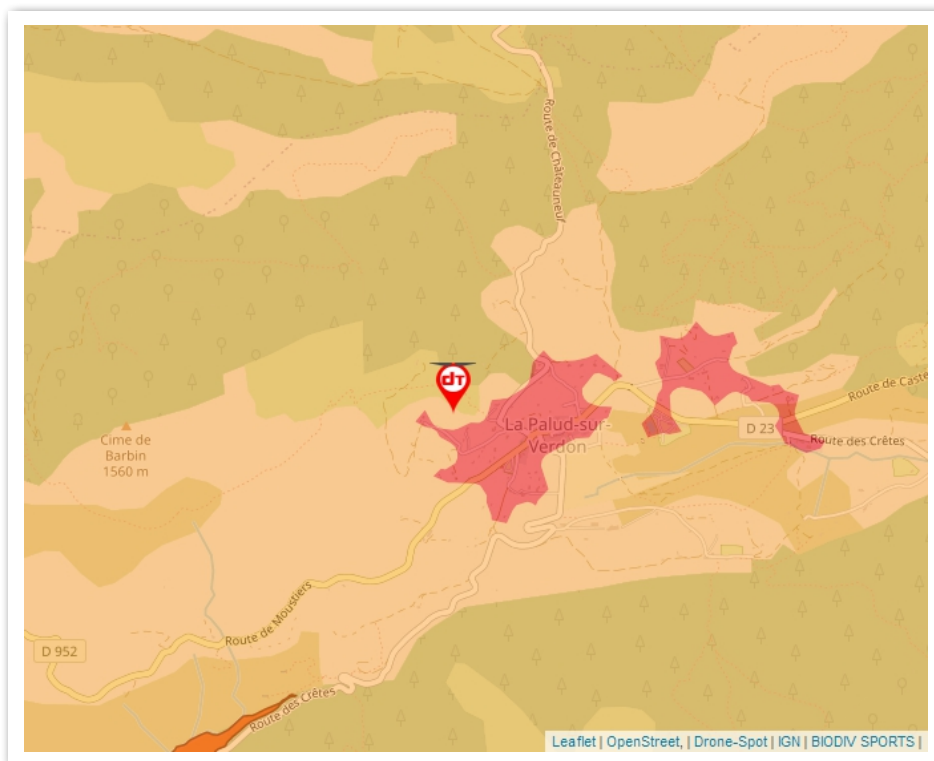 Route de Châteauneuf
dT
La Palud-sur-
Verdon
Route de Caste
D 23
Route des Crêtes
Cime de
Barbin
1560 m
Route de Moustiers
D 952
Route des Crêtes
Leaflet | OpenStreet, | Drone-Spot | IGN | BIODIV SPORTS |